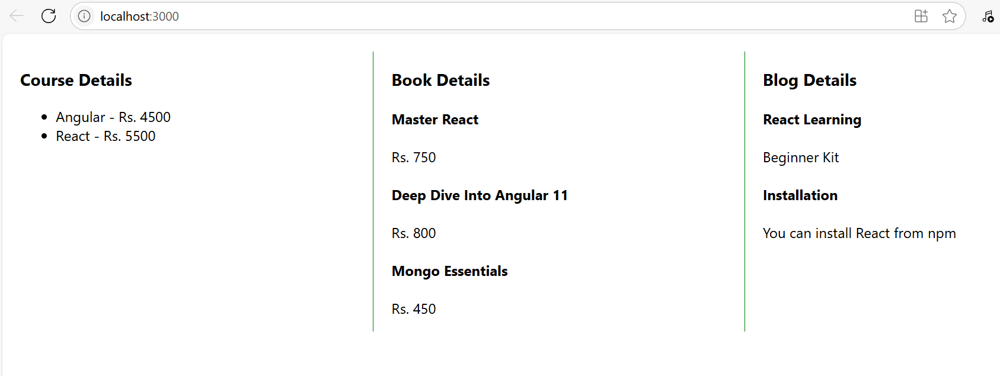 localhost:3000
Course Details
Angular - Rs. 4500
React - Rs. 5500
Book Details
Master React
Rs. 750
Deep Dive Into Angular 11
Rs. 800
Mongo Essentials
Rs. 450
Blog Details
React Learning
Beginner Kit
Installation
You can install React from npm